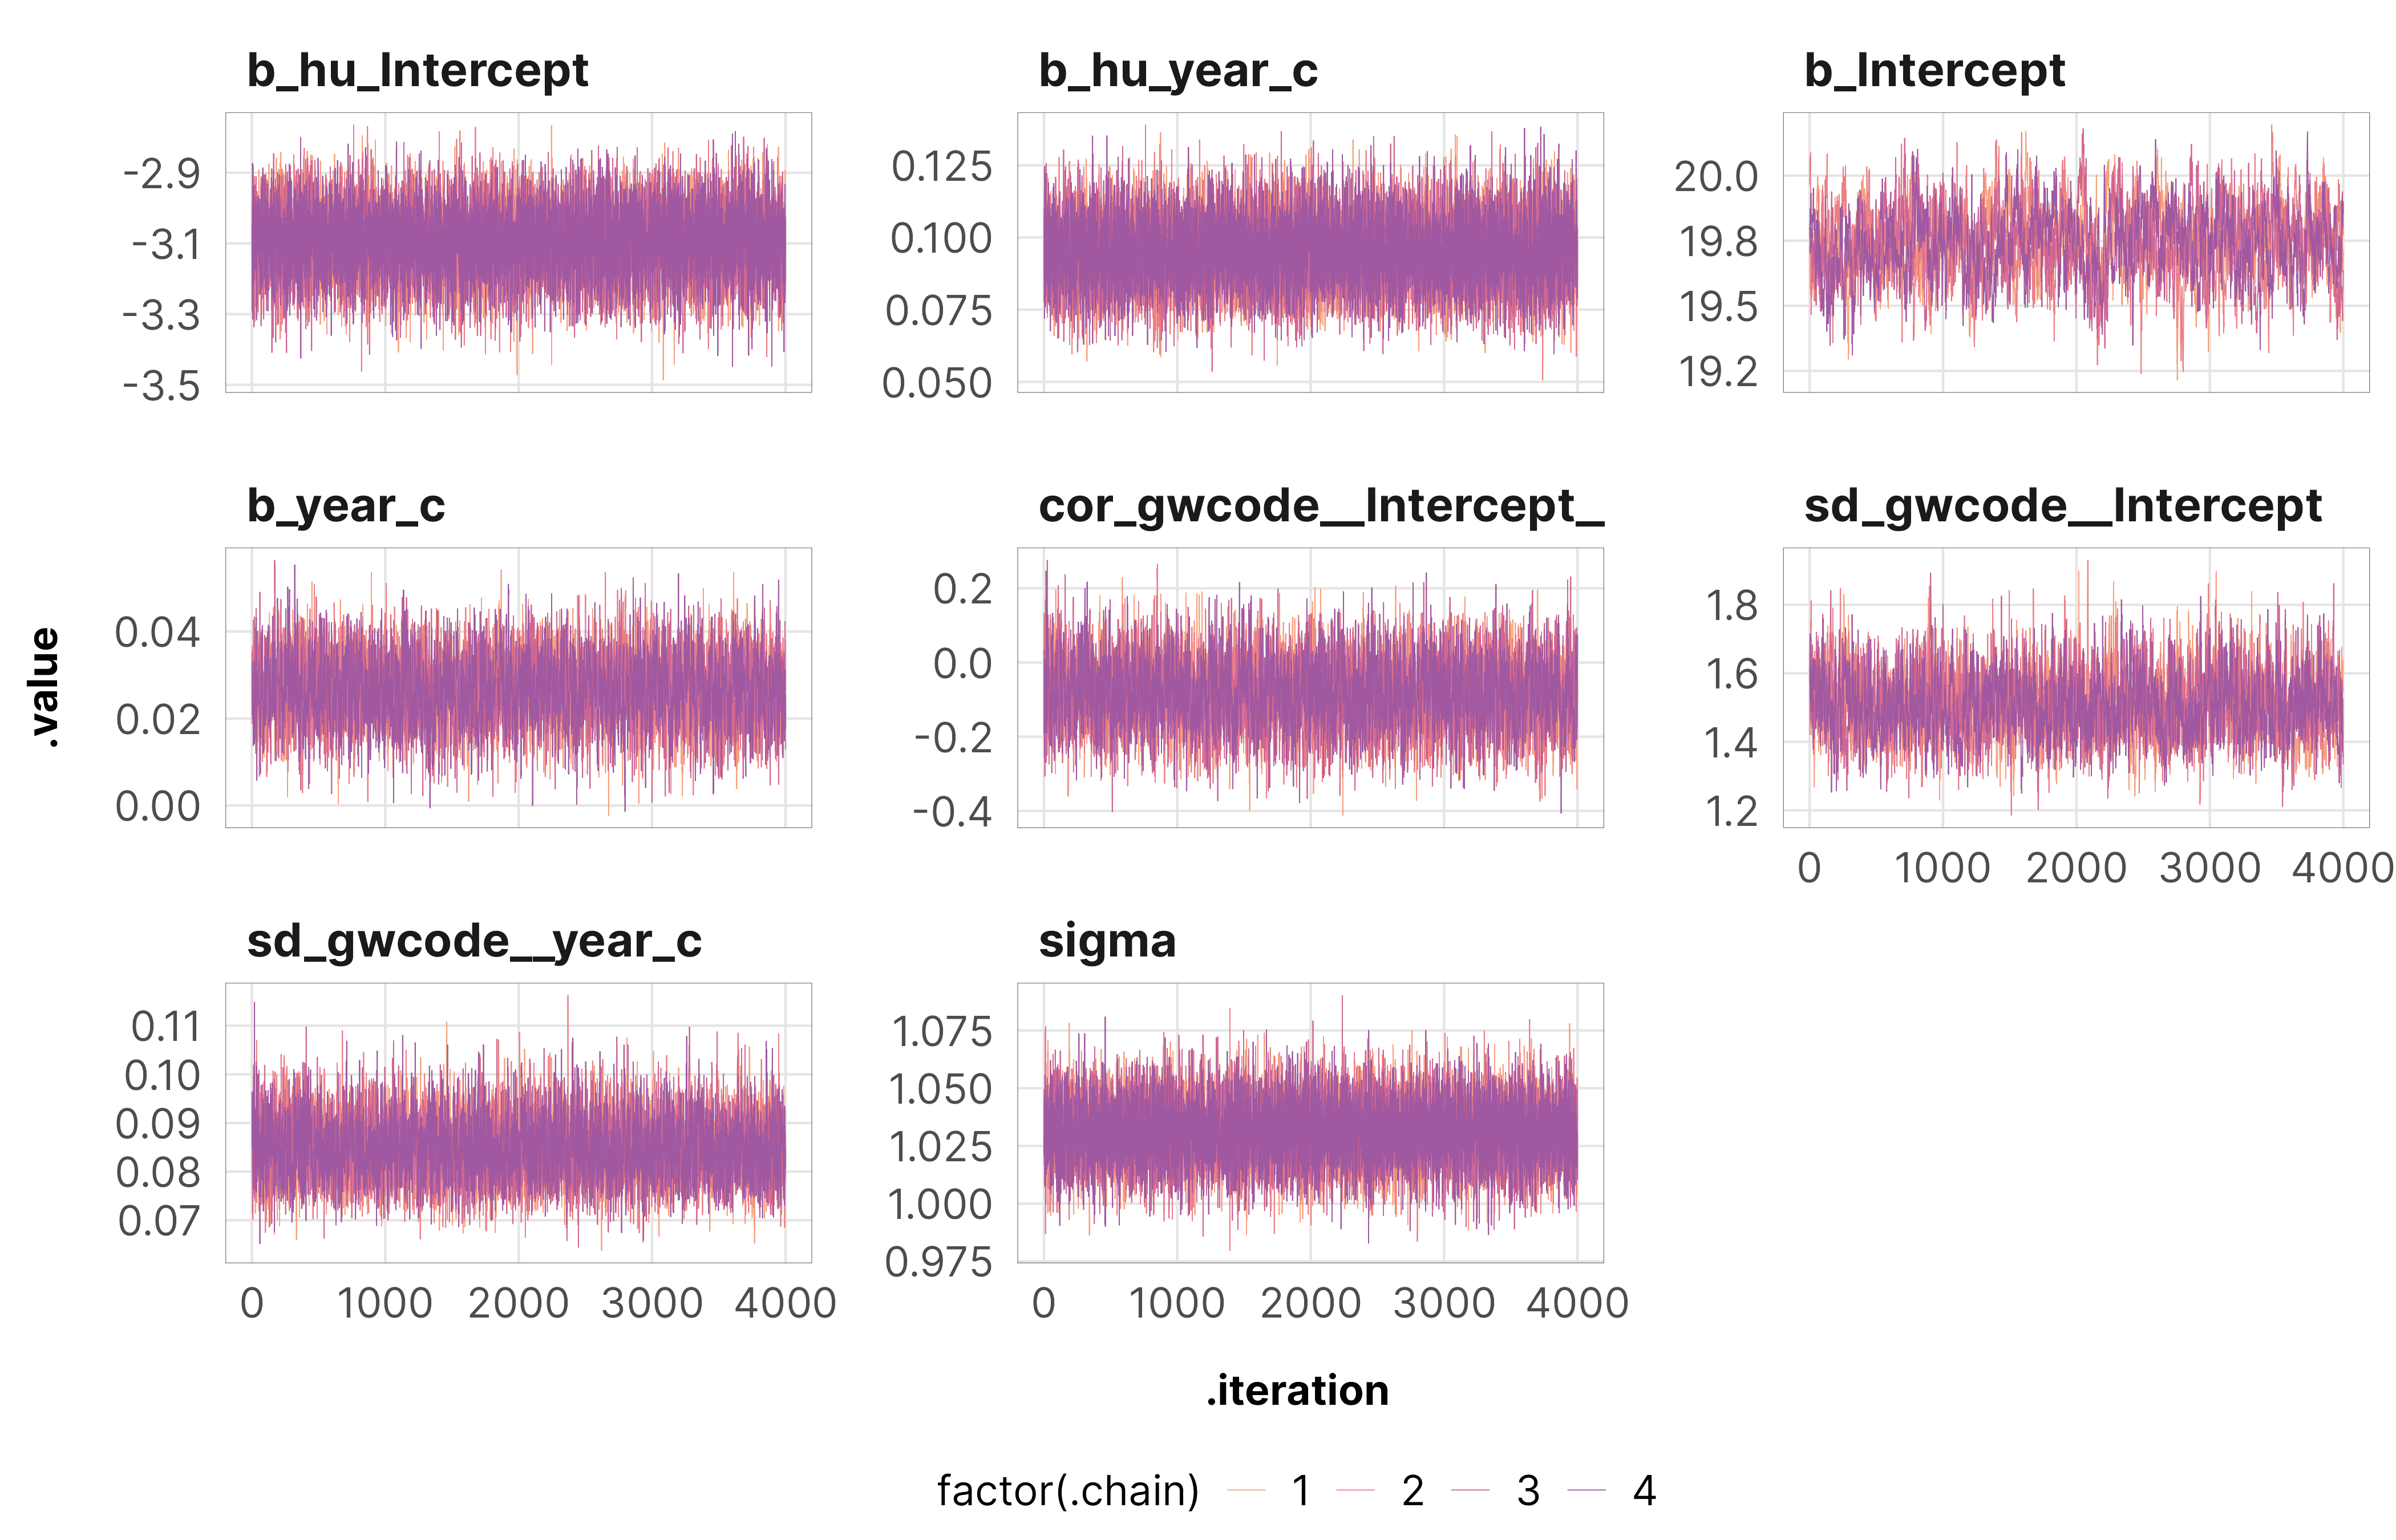 b_hu_Intercept
b_hu_year_c
b_Intercept
-2.9
-3.1
-3.3
-3.5
0.125
0.100
0.075
0.050
20.0
19.8
19.5
19.2
b_year_c
cor_gwcode__Intercept_
sd_gwcode__Intercept
.value
0.04
0.02
0.00
0.2
0.0
-0.2
-0.4
1.8
1.6
1.4
1.2
0 1000 2000 3000 4000
sd_gwcode__year_c
sigma
0.11
0.10
0.09
0.08
0.07
1.075
1.050
1.025
1.000
0.975
0 1000 2000 3000 4000
0 1000 2000 3000 4000
.iteration
factor(.chain) 1 2 3 4